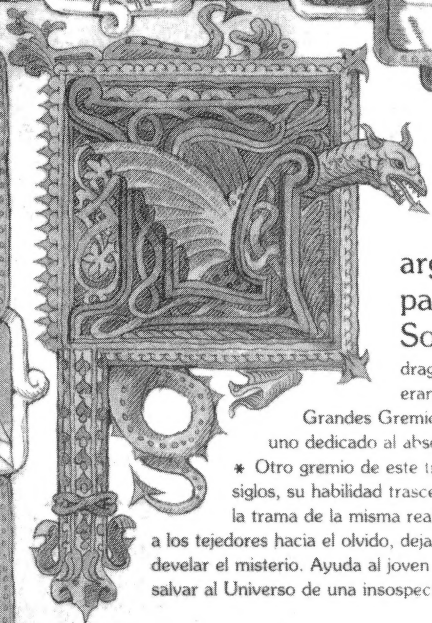 arg
pa
So
drag
eran
Grandes Gremio
uno dedicado al abso
* Otro gremio de este
siglos, su habilidad trasce
la trama de la misma rea
a los tejedores hacia el olvido, deja
develar el misterio. Ayuda al joven
salvar al Universo de una insospec